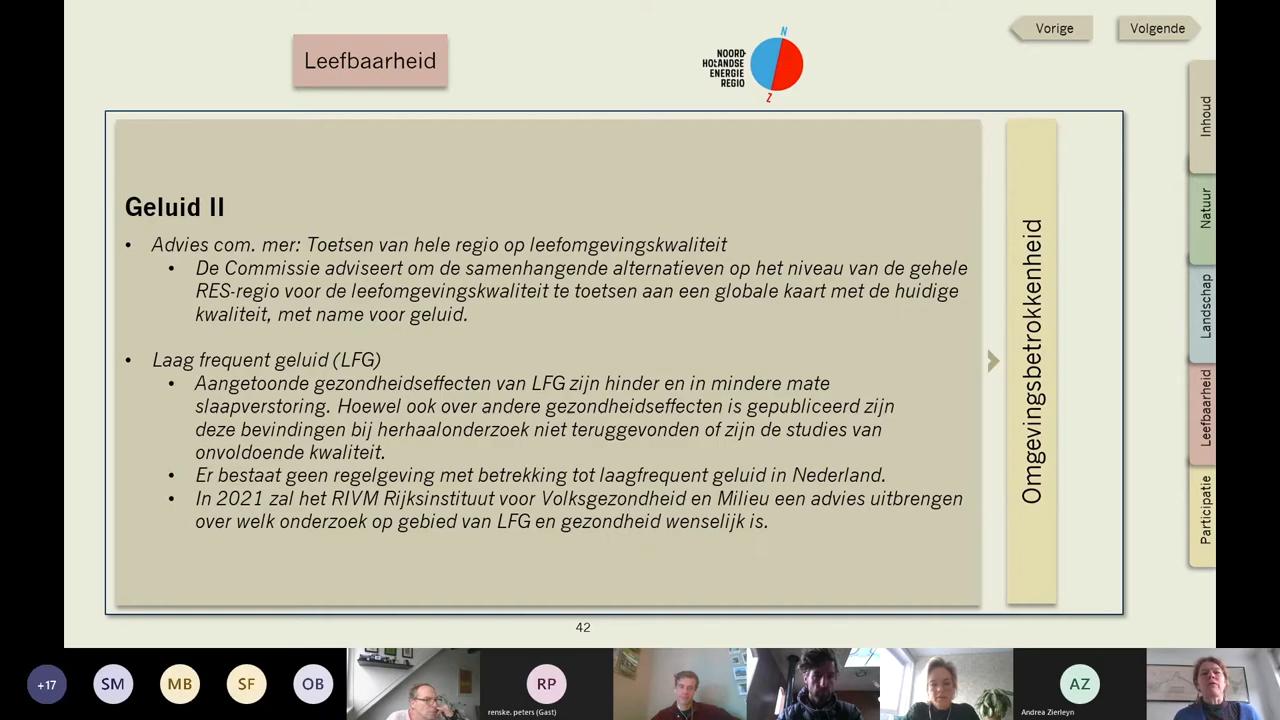 Leefbaarheid
N
NOORD-
HOLLANDSE
ENERGIE
REGIO
Z
Vorige
Volgende
Geluid II
• Advies com. mer: Toetsen van hele regio op leefomgevingskwaliteit
• De Commissie adviseert om de samenhangende alternatieven op het niveau van de gehele
RES-regio voor de leefomgevingskwaliteit te toetsen aan een globale kaart met de huidige
kwaliteit, met name voor geluid.
• Laag frequent geluid (LFG)
• Aangetoonde gezondheidseffecten van LFG zijn hinder en in mindere mate
slaapverstoring. Hoewel ook over andere gezondheidseffecten is gepubliceerd zijn
deze bevindingen bij herhaalonderzoek niet teruggevonden of zijn de studies van
onvoldoende kwaliteit.
• Er bestaat geen regelgeving met betrekking tot laagfrequent geluid in Nederland.
• In 2021 zal het RIVM Rijksinstituut voor Volksgezondheid en Milieu een advies uitbrengen
over welk onderzoek op gebied van LFG en gezondheid wenselijk is.
Omgevingsbetrokkenheid
Inhoud
Natuur
Landschap
Leefbaarheid
Participatie
42
+17
SM
MB
SF
OB
RP
renske. peters (Gast)
AZ
Andrea Zierleyn